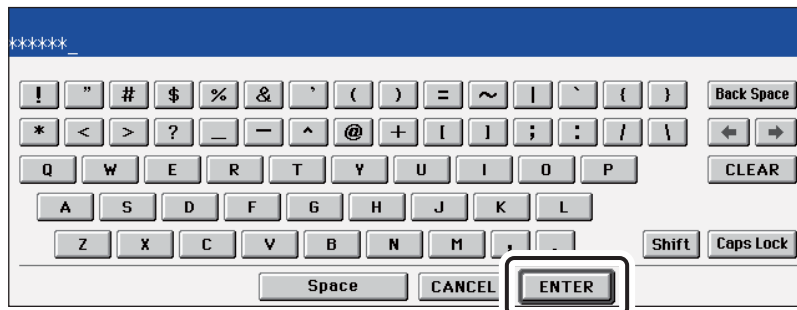 ******_
! " # $ % & ' ( ) = ~ | ` { } Back Space
* < > ? _ - ^ @ + [ ] ; : / \ ← →
Q W E R T Y U I O P CLEAR
A S D F G H J K L
Z X C V B N M , . Shift Caps Lock
Space CANCEL ENTER